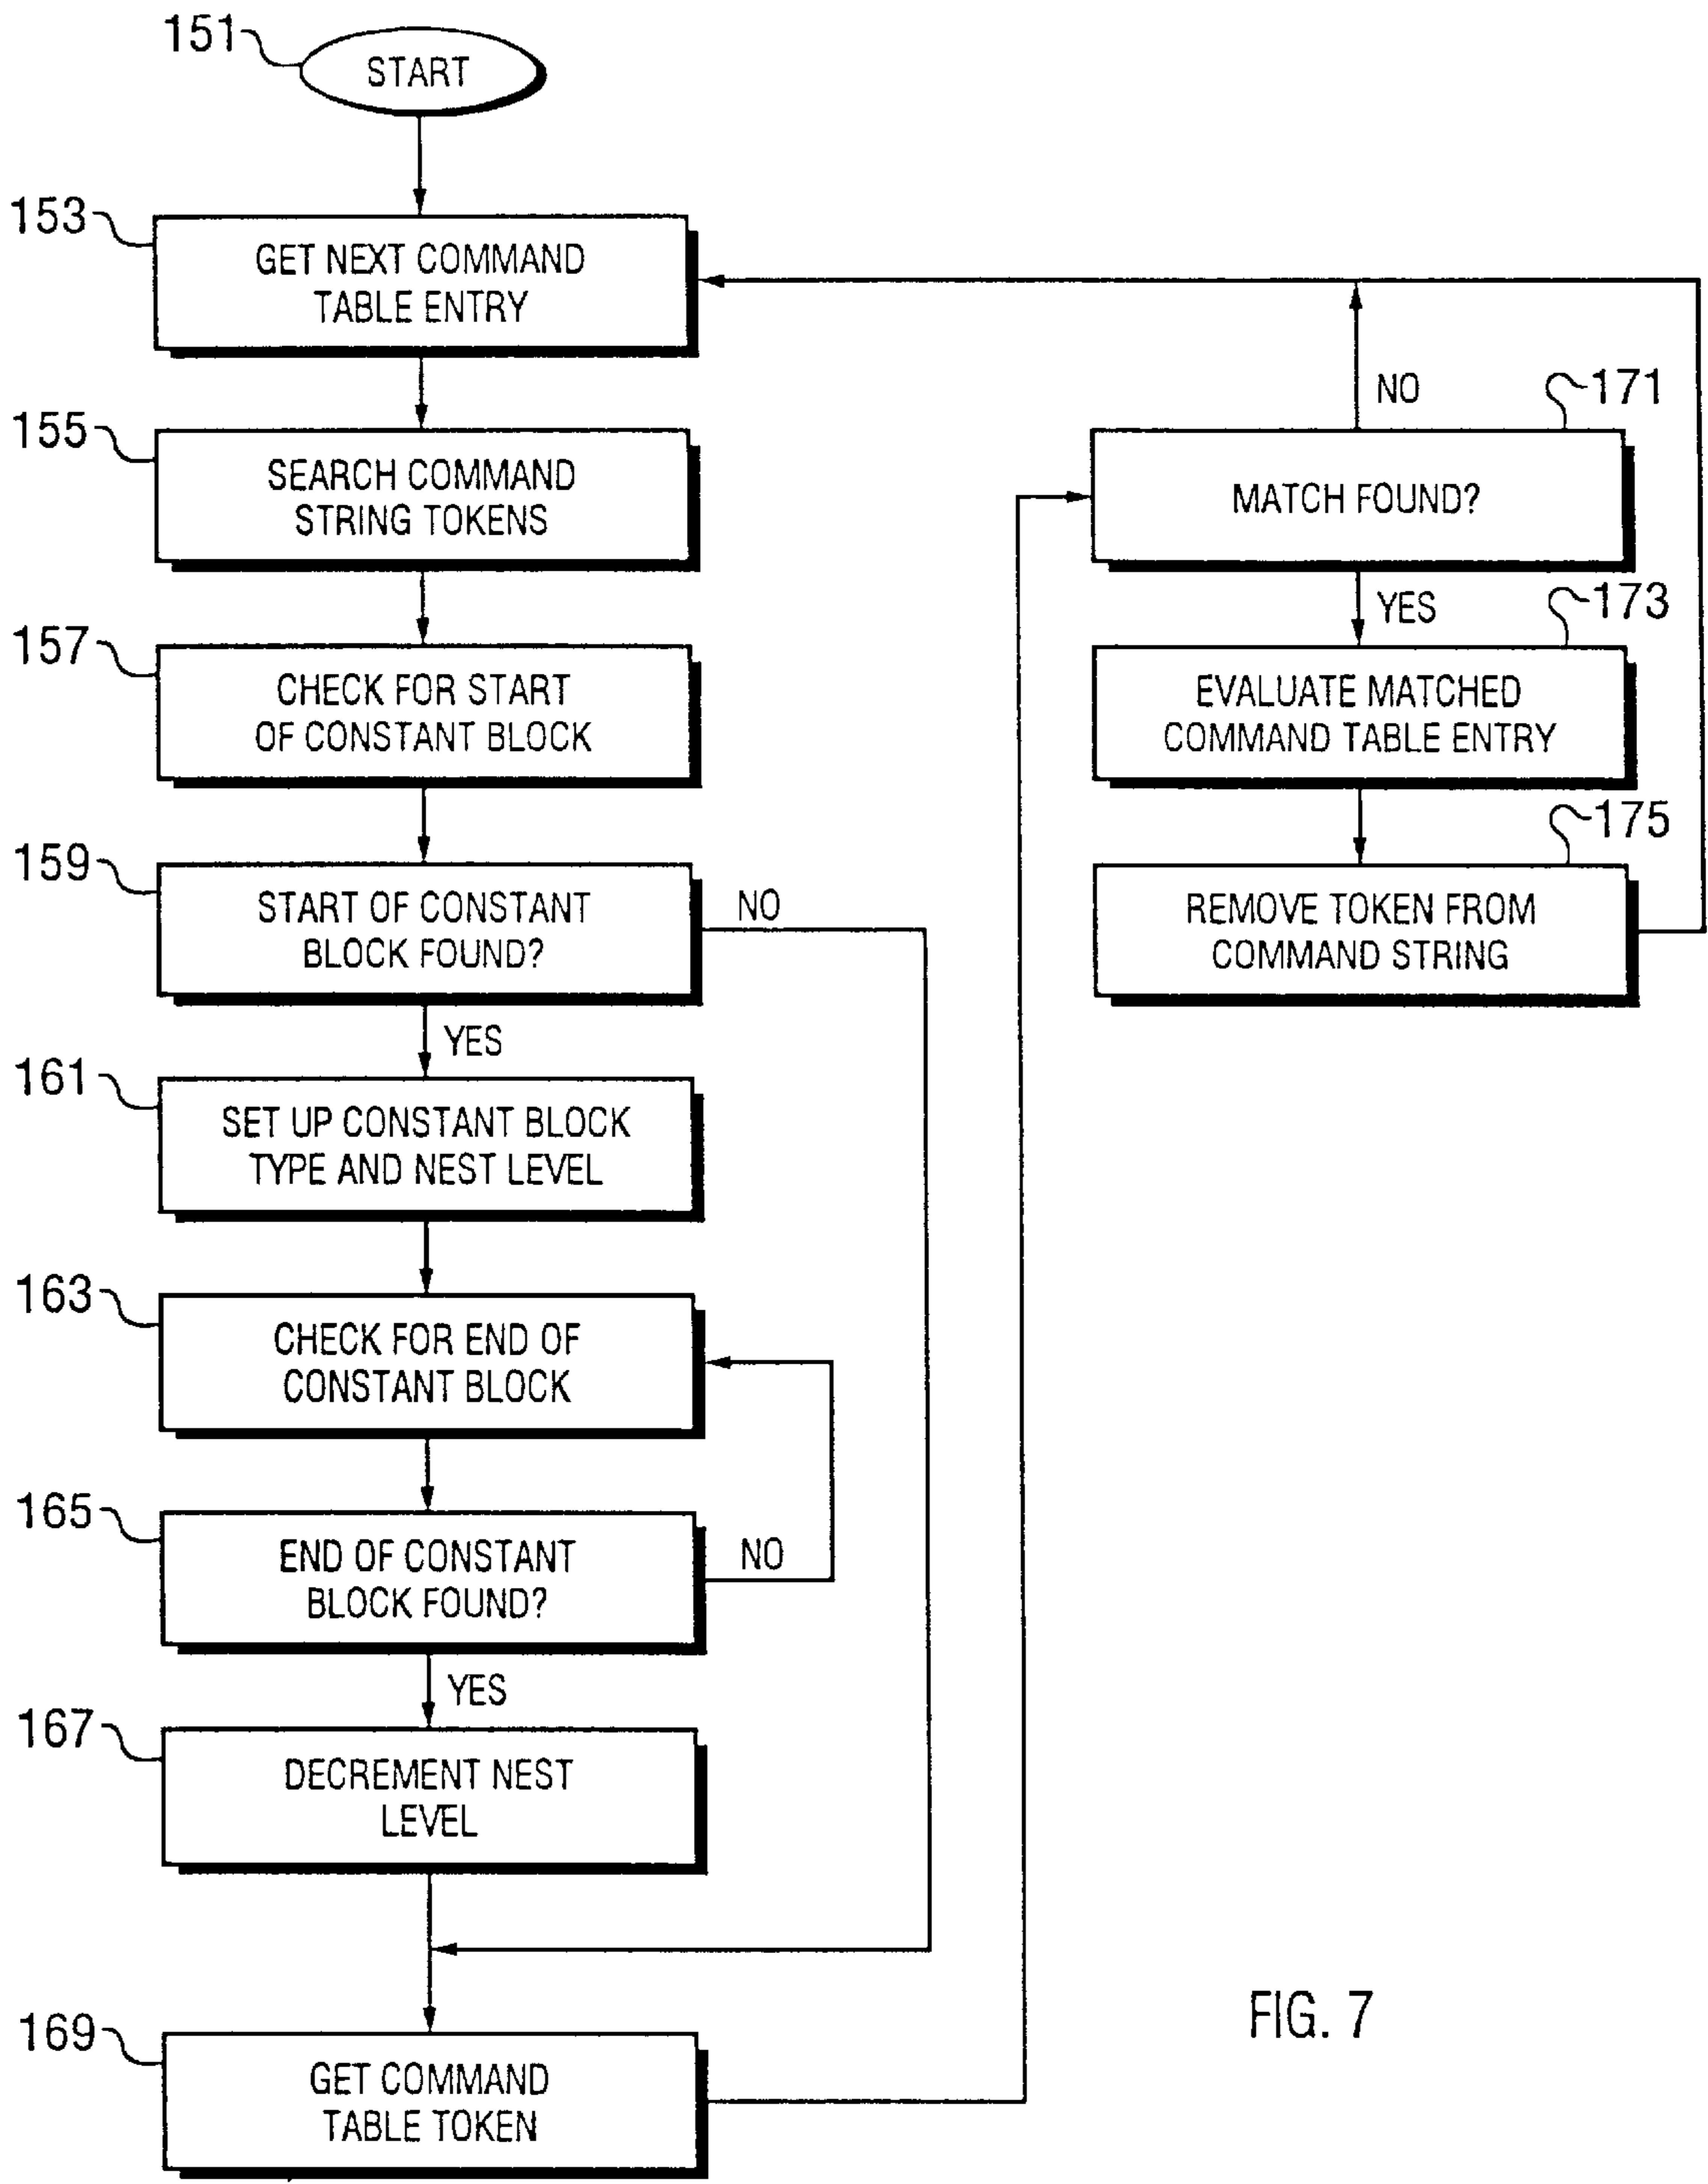 151
START
153
GET NEXT COMMAND
TABLE ENTRY
155
SEARCH COMMAND
STRING TOKENS
157
CHECK FOR START
OF CONSTANT BLOCK
159
START OF CONSTANT
BLOCK FOUND?
NO
YES
161
SET UP CONSTANT BLOCK
TYPE AND NEST LEVEL
163
CHECK FOR END OF
CONSTANT BLOCK
165
END OF CONSTANT
BLOCK FOUND?
NO
YES
167
DECREMENT NEST
LEVEL
169
GET COMMAND
TABLE TOKEN
NO
171
MATCH FOUND?
YES
173
EVALUATE MATCHED
COMMAND TABLE ENTRY
175
REMOVE TOKEN FROM
COMMAND STRING
FIG. 7